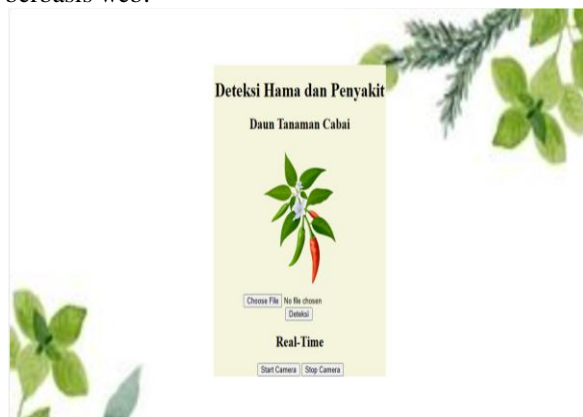 berbasis web.
Deteksi Hama dan Penyakit
Daun Tanaman Cabai
Choose File No file chosen
Deteksi
Real-Time
Start Camera Stop Camera